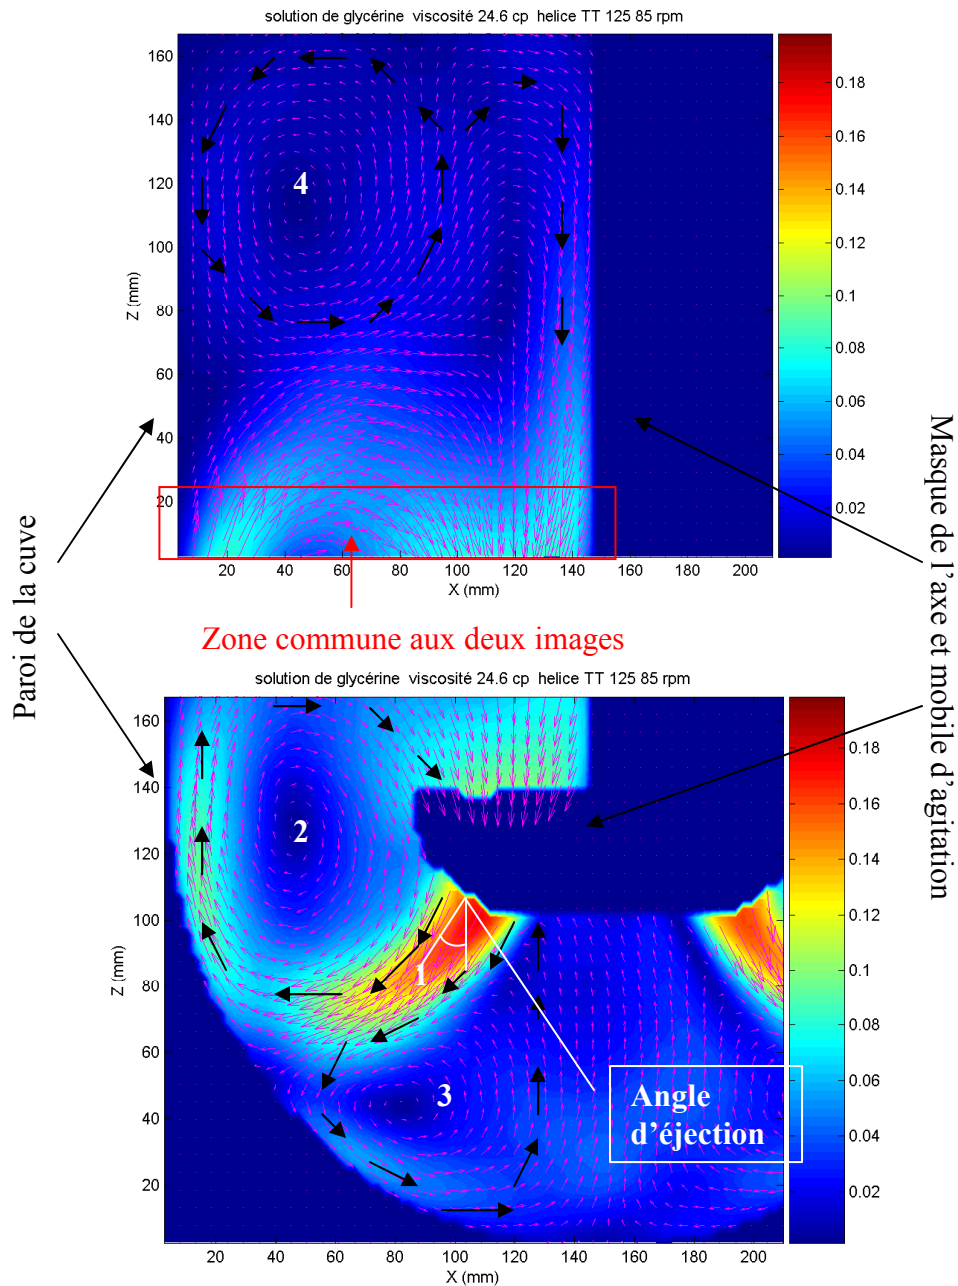 solution de glycérine viscosité 24.6 cp helice TT 125 85 rpm
160
140
120
100
80
60
40
20
Z (mm)
20 40 60 80 100 120 140 160 180 200
X (mm)
0.18
0.16
0.14
0.12
0.1
0.08
0.06
0.04
0.02
4
Paroi de la cuve
Masque de l'axe et mobile d'agitation
Zone commune aux deux images
solution de glycérine viscosité 24.6 cp helice TT 125 85 rpm
160
140
120
100
80
60
40
20
Z (mm)
20 40 60 80 100 120 140 160 180 200
X (mm)
0.18
0.16
0.14
0.12
0.1
0.08
0.06
0.04
0.02
2
1
3
Angle
d'éjection